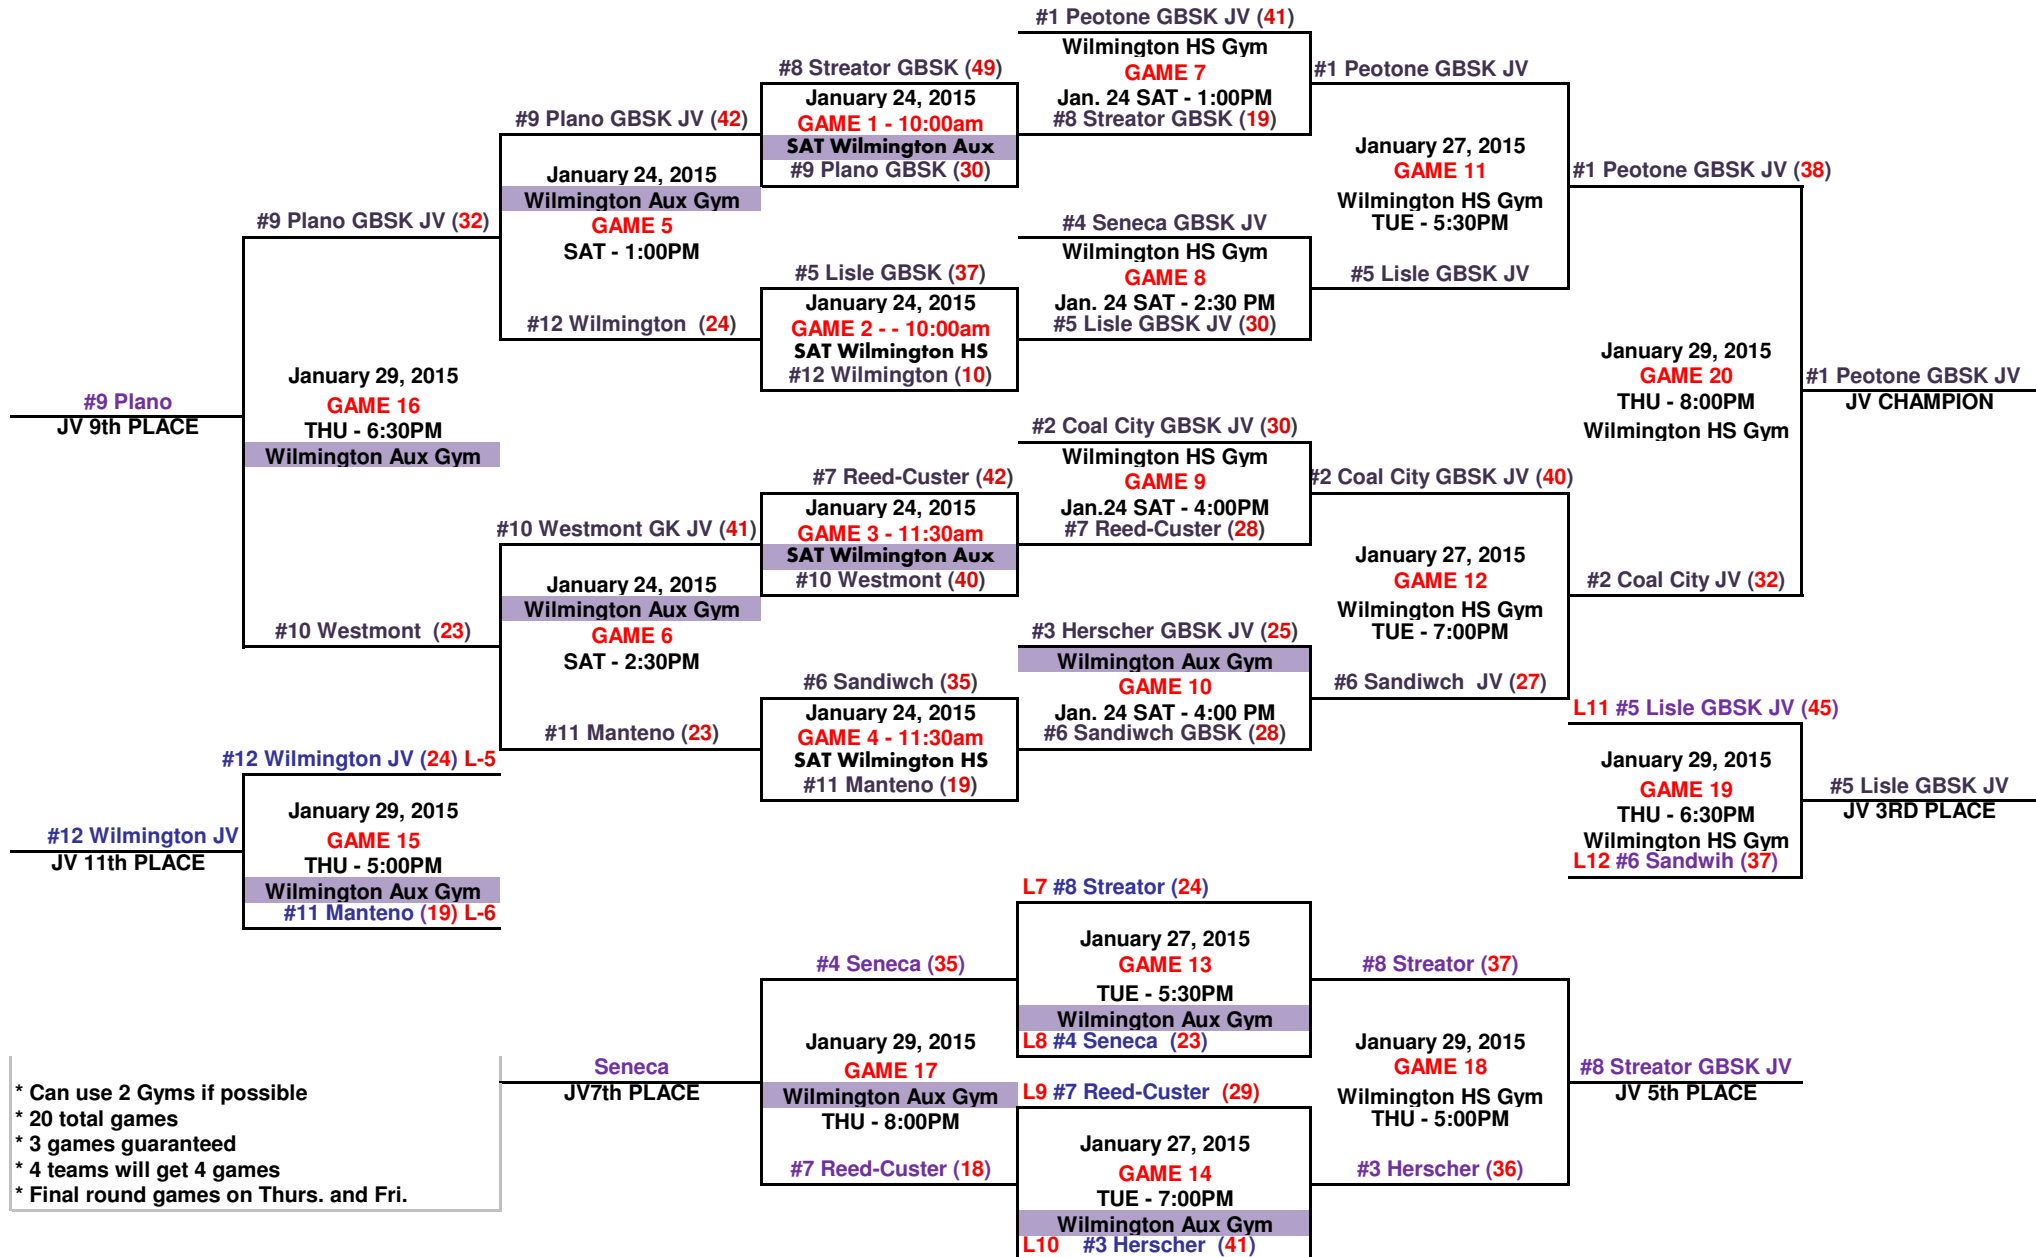 #1 Peotone GBSK JV (41)
Wilmington HS Gym
GAME 7
Jan. 24 SAT - 1:00PM
#8 Streator GBSK (19)
#8 Streator GBSK (49)
January 24, 2015
GAME 1 - 10:00am
SAT Wilmington Aux
#9 Plano GBSK (30)
#1 Peotone GBSK JV
#9 Plano GBSK JV (42)
January 24, 2015
Wilmington Aux Gym
GAME 5
SAT - 1:00PM
#12 Wilmington (24)
January 27, 2015
GAME 11
Wilmington HS Gym
TUE - 5:30PM
#1 Peotone GBSK JV (38)
#9 Plano GBSK JV (32)
#4 Seneca GBSK JV
Wilmington HS Gym
GAME 8
Jan. 24 SAT - 2:30 PM
#5 Lisle GBSK JV (30)
#5 Lisle GBSK (37)
January 24, 2015
GAME 2 - - 10:00am
SAT Wilmington HS
#12 Wilmington (10)
#5 Lisle GBSK JV
January 29, 2015
GAME 20
THU - 8:00PM
Wilmington HS Gym
#1 Peotone GBSK JV
JV CHAMPION
January 29, 2015
GAME 16
THU - 6:30PM
Wilmington Aux Gym
#9 Plano
JV 9th PLACE
#2 Coal City GBSK JV (30)
Wilmington HS Gym
GAME 9
Jan.24 SAT - 4:00PM
#7 Reed-Custer (28)
#7 Reed-Custer (42)
January 24, 2015
GAME 3 - 11:30am
SAT Wilmington Aux
#10 Westmont (40)
#2 Coal City GBSK JV (40)
#10 Westmont GK JV (41)
January 24, 2015
Wilmington Aux Gym
GAME 6
SAT - 2:30PM
#11 Manteno (23)
January 27, 2015
GAME 12
Wilmington HS Gym
TUE - 7:00PM
#2 Coal City JV (32)
#10 Westmont (23)
#3 Herscher GBSK JV (25)
Wilmington Aux Gym
GAME 10
Jan. 24 SAT - 4:00 PM
#6 Sandiwch GBSK (28)
#6 Sandiwch (35)
January 24, 2015
GAME 4 - 11:30am
SAT Wilmington HS
#11 Manteno (19)
#6 Sandiwch JV (27)
L11 #5 Lisle GBSK JV (45)
January 29, 2015
GAME 19
THU - 6:30PM
Wilmington HS Gym
L12 #6 Sandwih (37)
#5 Lisle GBSK JV
JV 3RD PLACE
#12 Wilmington JV (24) L-5
January 29, 2015
GAME 15
THU - 5:00PM
Wilmington Aux Gym
#11 Manteno (19) L-6
#12 Wilmington JV
JV 11th PLACE
L7 #8 Streator (24)
January 27, 2015
GAME 13
TUE - 5:30PM
Wilmington Aux Gym
L8 #4 Seneca (23)
#4 Seneca (35)
January 29, 2015
GAME 17
Wilmington Aux Gym
THU - 8:00PM
#7 Reed-Custer (18)
Seneca
JV7th PLACE
#8 Streator (37)
January 29, 2015
GAME 18
Wilmington HS Gym
THU - 5:00PM
#3 Herscher (36)
#8 Streator GBSK JV
JV 5th PLACE
L9 #7 Reed-Custer (29)
January 27, 2015
GAME 14
TUE - 7:00PM
Wilmington Aux Gym
L10 #3 Herscher (41)
* Can use 2 Gyms if possible
* 20 total games
* 3 games guaranteed
* 4 teams will get 4 games
* Final round games on Thurs. and Fri.